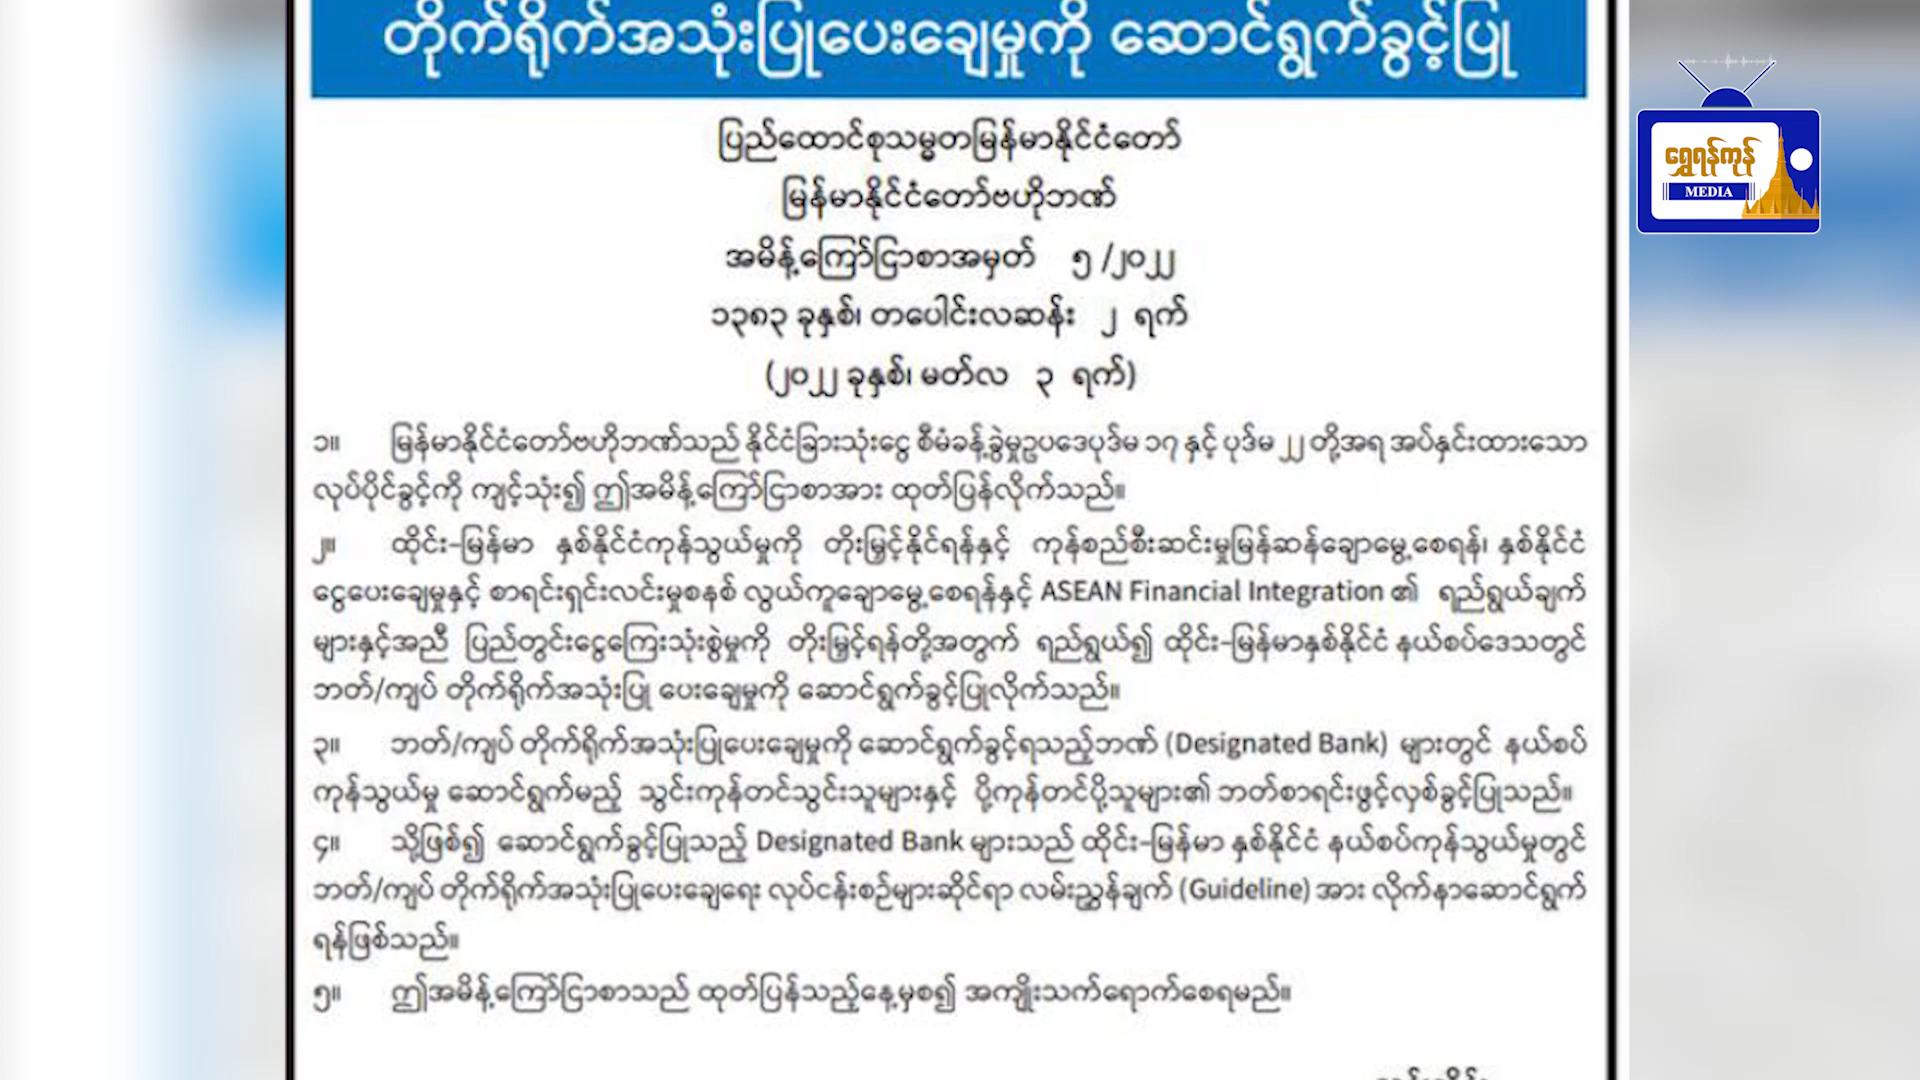 တိုက်ရိုက်အသုံးပြုပေးချေမှုကို ဆောင်ရွက်ခွင့်ပြု
ပြည်ထောင်စုသမ္မတမြန်မာနိုင်ငံတော်
မြန်မာနိုင်ငံတော်ဗဟိုဘဏ်
အမိန့်ကြော်ငြာစာအမှတ် ၅ /၂၀၂၂
၁၃၈၃ ခုနှစ်၊ တပေါင်းလဆန်း ၂ ရက်
(၂၀၂၂ ခုနှစ်၊ မတ်လ ၃ ရက်)
၁။ မြန်မာနိုင်ငံတော်ဗဟိုဘဏ်သည် နိုင်ငံခြားသုံးငွေ စီမံခန့်ခွဲမှုဥပဒေပုဒ်မ ၁၇ နှင့် ပုဒ်မ ၂၂ တို့အရ အပ်နှင်းထားသော
လုပ်ပိုင်ခွင့်ကို ကျင့်သုံး၍ ဤအမိန့်ကြော်ငြာစာအား ထုတ်ပြန်လိုက်သည်။
၂။ ထိုင်း-မြန်မာ နှစ်နိုင်ငံကုန်သွယ်မှုကို တိုးမြှင့်နိုင်ရန်နှင့် ကုန်စည်စီးဆင်းမှုမြန်ဆန်ချောမွေ့စေရန်၊ နှစ်နိုင်ငံ
ငွေပေးချေမှုနှင့် စာရင်းရှင်းလင်းမှုစနစ် လွယ်ကူချောမွေ့စေရန်နှင့် ASEAN Financial Integration ၏ ရည်ရွယ်ချက်
များနှင့်အညီ ပြည်တွင်းငွေကြေးသုံးစွဲမှုကို တိုးမြှင့်ရန်တို့အတွက် ရည်ရွယ်၍ ထိုင်း-မြန်မာနှစ်နိုင်ငံ နယ်စပ်ဒေသတွင်
ဘတ်/ကျပ် တိုက်ရိုက်အသုံးပြု ပေးချေမှုကို ဆောင်ရွက်ခွင့်ပြုလိုက်သည်။
၃။ ဘတ်/ကျပ် တိုက်ရိုက်အသုံးပြုပေးချေမှုကို ဆောင်ရွက်ခွင့်ရသည့်ဘဏ် (Designated Bank) များတွင် နယ်စပ်
ကုန်သွယ်မှု ဆောင်ရွက်မည့် သွင်းကုန်တင်သွင်းသူများနှင့် ပို့ကုန်တင်ပို့သူများ၏ ဘတ်စာရင်းဖွင့်လှစ်ခွင့်ပြုသည်။
၄။ သို့ဖြစ်၍ ဆောင်ရွက်ခွင့်ပြုသည့် Designated Bank များသည် ထိုင်း-မြန်မာ နှစ်နိုင်ငံ နယ်စပ်ကုန်သွယ်မှုတွင်
ဘတ်/ကျပ် တိုက်ရိုက်အသုံးပြုပေးချေရေး လုပ်ငန်းစဉ်များဆိုင်ရာ လမ်းညွှန်ချက် (Guideline) အား လိုက်နာဆောင်ရွက်
ရန်ဖြစ်သည်။
၅။ ဤအမိန့်ကြော်ငြာစာသည် ထုတ်ပြန်သည့်နေ့မှစ၍ အကျိုးသက်ရောက်စေရမည်။
ရွှေရန်ကုန်
MEDIA